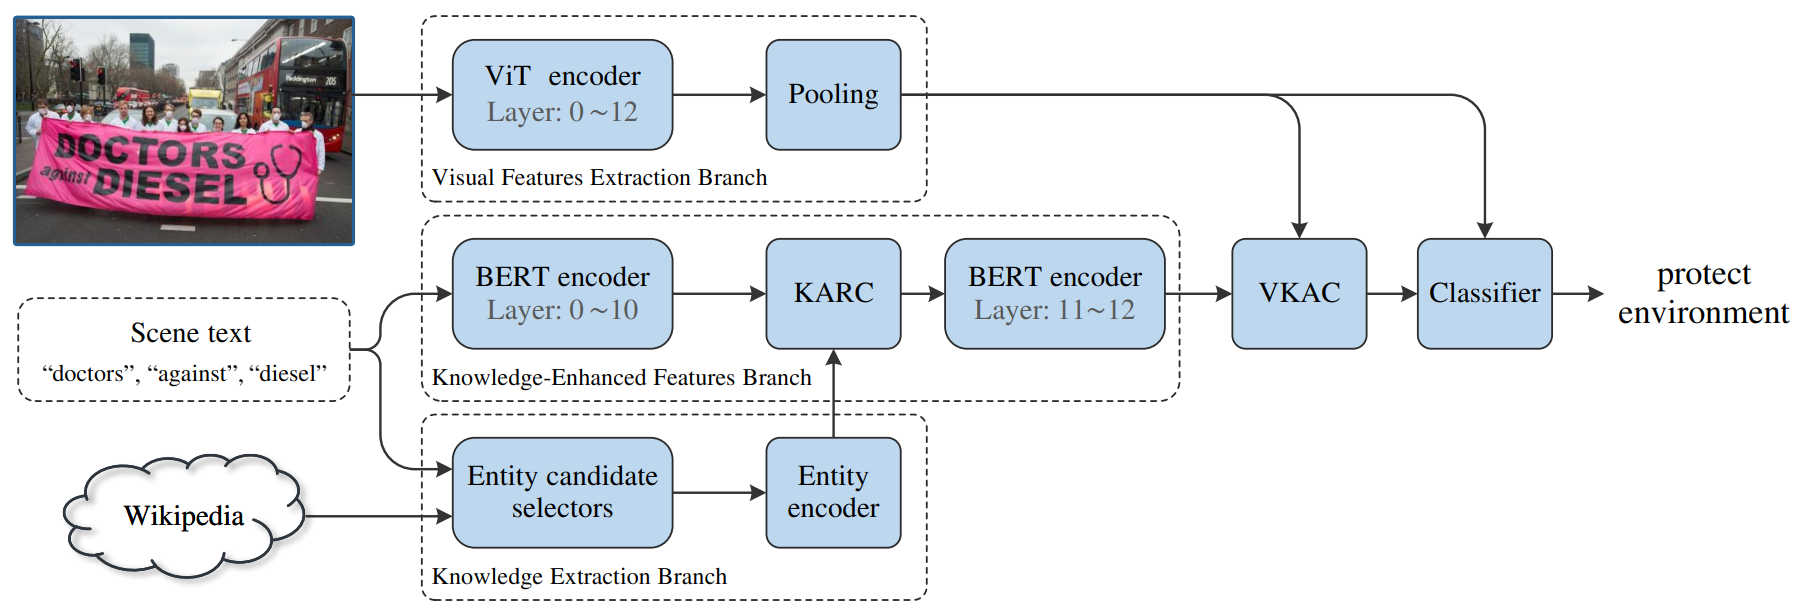 Paddington 205
DOCTORS
against DIESEL
ViT encoder
Layer: 0 ~12
Pooling
Visual Features Extraction Branch
Scene text
“doctors”, “against”, “diesel”
BERT encoder
Layer: 0 ~10
KARC
BERT encoder
Layer: 11~12
Knowledge-Enhanced Features Branch
VKAC
Classifier
protect
environment
Wikipedia
Entity candidate
selectors
Entity
encoder
Knowledge Extraction Branch